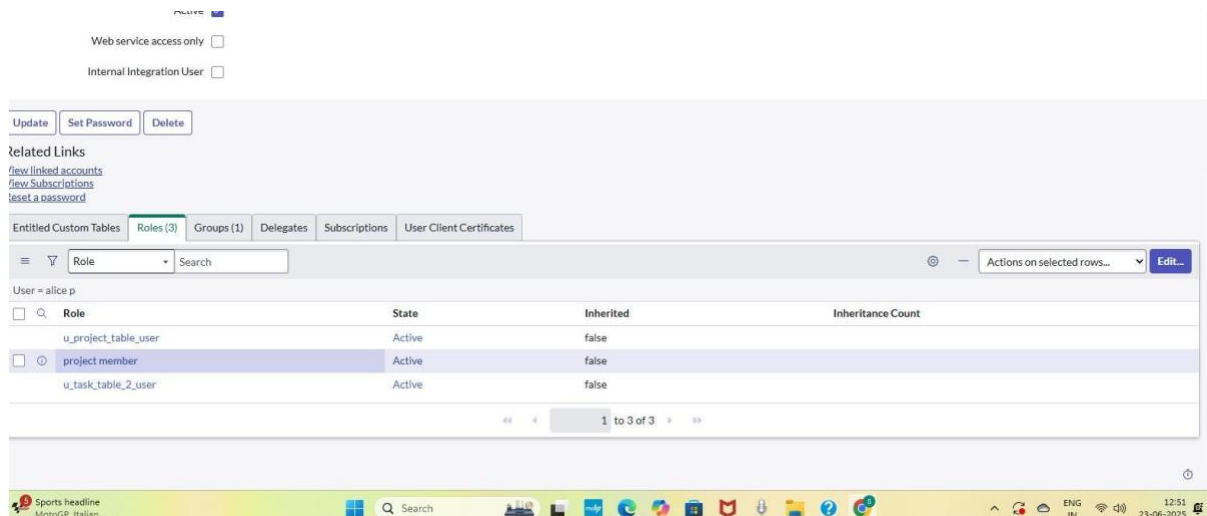 Active
Web service access only
Internal Integration User
Update Set Password Delete
Related Links
View linked accounts
View Subscriptions
Reset a password
Entitled Custom Tables Roles (3) Groups (1) Delegates Subscriptions User Client Certificates
Role Search Actions on selected rows... Edit...
User = alice p
Role State Inherited Inheritance Count
u_project_table_user Active false
project member Active false
u_task_table_2_user Active false
1 to 3 of 3
5 Sports headline Search ENG 12:51
MotoGP, Italian IN 23-06-2025